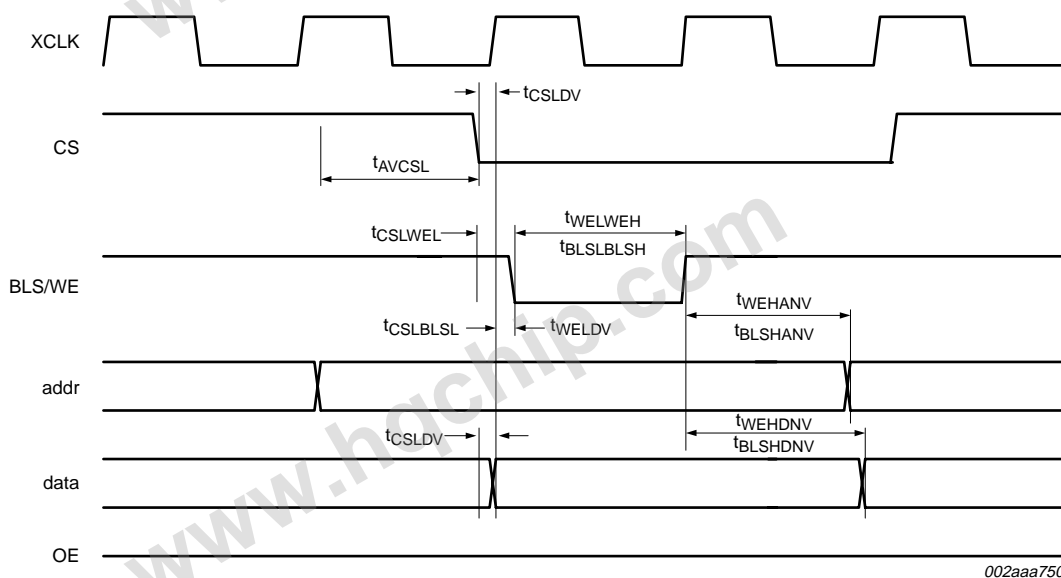 XCLK
tCSLDV
CS
tAVCSL
tCSLWEL
tWELWEH
tBLSLBLSH
BLS/WE
tWEHANV
tCSLBLSL
tWELDV
tBLSHANV
addr
tWEHDNV
tCSLDV
tBLSHDNV
data
OE
002aaa750
www.hqchip.com
w